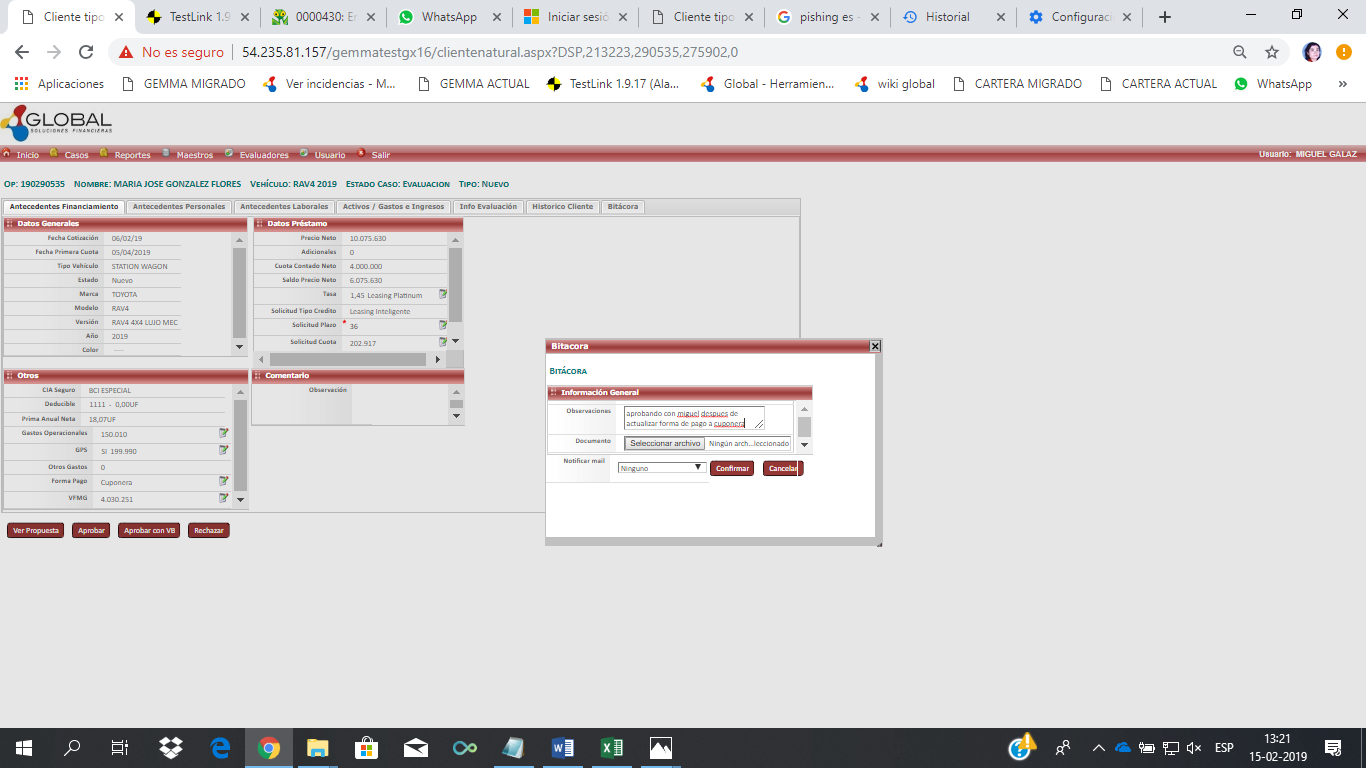 Cliente tipo
TestLink 1.9
0000430: Er
WhatsApp
Iniciar sesió
Cliente tipo
pishing es -
Historial
Configuraci
No es seguro
54.235.81.157/gemmatestgx16/clientenatural.aspx?DSP,213223,290535,275902,0
Aplicaciones
GEMMA MIGRADO
Ver incidencias - M...
GEMMA ACTUAL
TestLink 1.9.17 (Ala...
Global - Herramien...
wiki global
CARTERA MIGRADO
CARTERA ACTUAL
WhatsApp
»
GLOBAL
SOLUCIONES FINANCIERAS
Inicio
Casos
Reportes
Maestros
Evaluadores
Usuario
Salir
Usuario: MIGUEL GALAZ
Op: 190290535 Nombre: MARIA JOSE GONZALEZ FLORES Vehículo: RAV4 2019 Estado Caso: Evaluacion Tipo: Nuevo
Antecedentes Financiamiento
Antecedentes Personales
Antecedentes Laborales
Activos / Gastos e Ingresos
Info Evaluación
Historico Cliente
Bitácora
Datos Generales
Fecha Cotización 06/02/19
Fecha Primera Cuota 05/04/2019
Tipo Vehículo STATION WAGON
Estado Nuevo
Marca TOYOTA
Modelo RAV4
Versión RAV4 4X4 LUJO MEC
Año 2019
Color ----
Datos Préstamo
Precio Neto 10.075.630
Adicionales 0
Cuota Contado Neto 4.000.000
Saldo Precio Neto 6.075.630
Tasa 1,45 Leasing Platinum
Solicitud Tipo Credito Leasing Inteligente
Solicitud Plazo * 36
Solicitud Cuota 202.917
Otros
CIA Seguro BCI ESPECIAL
Deducible 1111 - 0,00UF
Prima Anual Neta 18,07UF
Gastos Operacionales 150.010
GPS SI 199.990
Otros Gastos 0
Forma Pago Cuponera
VFMG 4.030.251
Comentario
Observación
Ver Propuesta
Aprobar
Aprobar con VB
Rechazar
Bitacora
Bitácora
Información General
Observaciones
aprobando con miguel despues de
actualizar forma de pago a cuponera
Documento
Seleccionar archivo
Ningún arch...leccionado
Notificar mail
Ninguno
Confirmar
Cancelar
ESP
13:21
15-02-2019